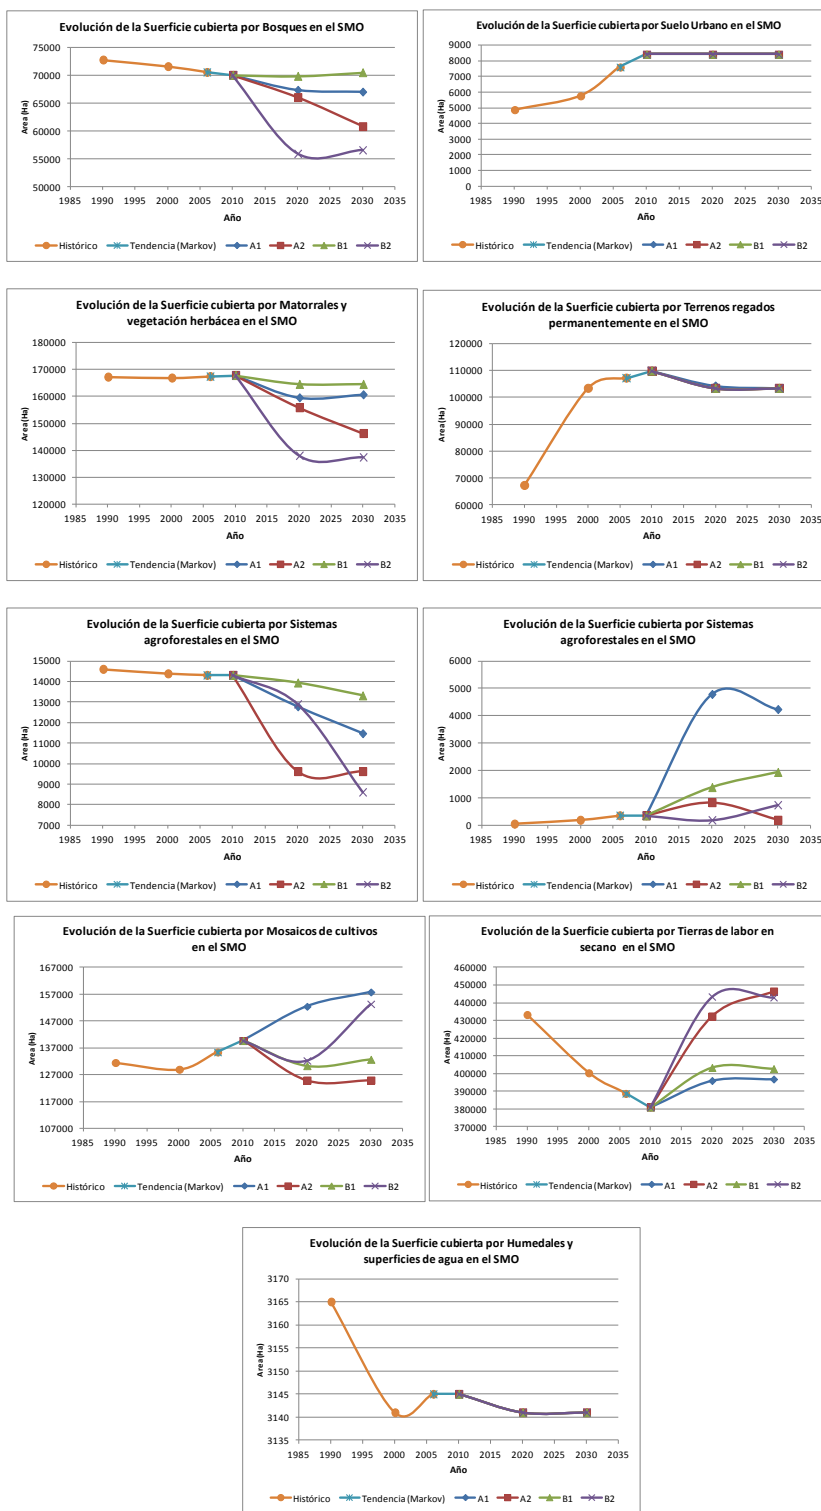 Evolución de la Suerficie cubierta por Bosques en el SMO
75000
70000
65000
60000
55000
50000
Area (Ha)
1985 1990 1995 2000 2005 2010 2015 2020 2025 2030 2035
Año
Histórico Tendencia (Markov) A1 A2 B1 B2
Evolución de la Suerficie cubierta por Suelo Urbano en el SMO
9000
8000
7000
6000
5000
4000
3000
2000
1000
0
Area (Ha)
1985 1990 1995 2000 2005 2010 2015 2020 2025 2030 2035
Año
Histórico Tendencia (Markov) A1 A2 B1 B2
Evolución de la Suerficie cubierta por Matorrales y
vegetación herbácea en el SMO
180000
170000
160000
150000
140000
130000
120000
Area (Ha)
1985 1990 1995 2000 2005 2010 2015 2020 2025 2030 2035
Año
Histórico Tendencia (Markov) A1 A2 B1 B2
Evolución de la Suerficie cubierta por Terrenos regados
permanentemente en el SMO
120000
110000
100000
90000
80000
70000
60000
Area (Ha)
1985 1990 1995 2000 2005 2010 2015 2020 2025 2030 2035
Año
Histórico Tendencia (Markov) A1 A2 B1 B2
Evolución de la Suerficie cubierta por Sistemas
agroforestales en el SMO
15000
14000
13000
12000
11000
10000
9000
8000
7000
Area (Ha)
1985 1990 1995 2000 2005 2010 2015 2020 2025 2030 2035
Año
Histórico Tendencia (Markov) A1 A2 B1 B2
Evolución de la Suerficie cubierta por Sistemas
agroforestales en el SMO
6000
5000
4000
3000
2000
1000
0
Area (Ha)
1985 1990 1995 2000 2005 2010 2015 2020 2025 2030 2035
Año
Histórico Tendencia (Markov) A1 A2 B1 B2
Evolución de la Suerficie cubierta por Mosaicos de cultivos
en el SMO
167000
157000
147000
137000
127000
117000
107000
Area (Ha)
1985 1990 1995 2000 2005 2010 2015 2020 2025 2030 2035
Año
Histórico Tendencia (Markov) A1 A2 B1 B2
Evolución de la Suerficie cubierta por Tierras de labor en
secano en el SMO
460000
450000
440000
430000
420000
410000
400000
390000
380000
370000
Area (Ha)
1985 1990 1995 2000 2005 2010 2015 2020 2025 2030 2035
Año
Histórico Tendencia (Markov) A1 A2 B1 B2
Evolución de la Suerficie cubierta por Humedales y
superficies de agua en el SMO
3170
3165
3160
3155
3150
3145
3140
3135
Area (Ha)
1985 1990 1995 2000 2005 2010 2015 2020 2025 2030 2035
Año
Histórico Tendencia (Markov) A1 A2 B1 B2